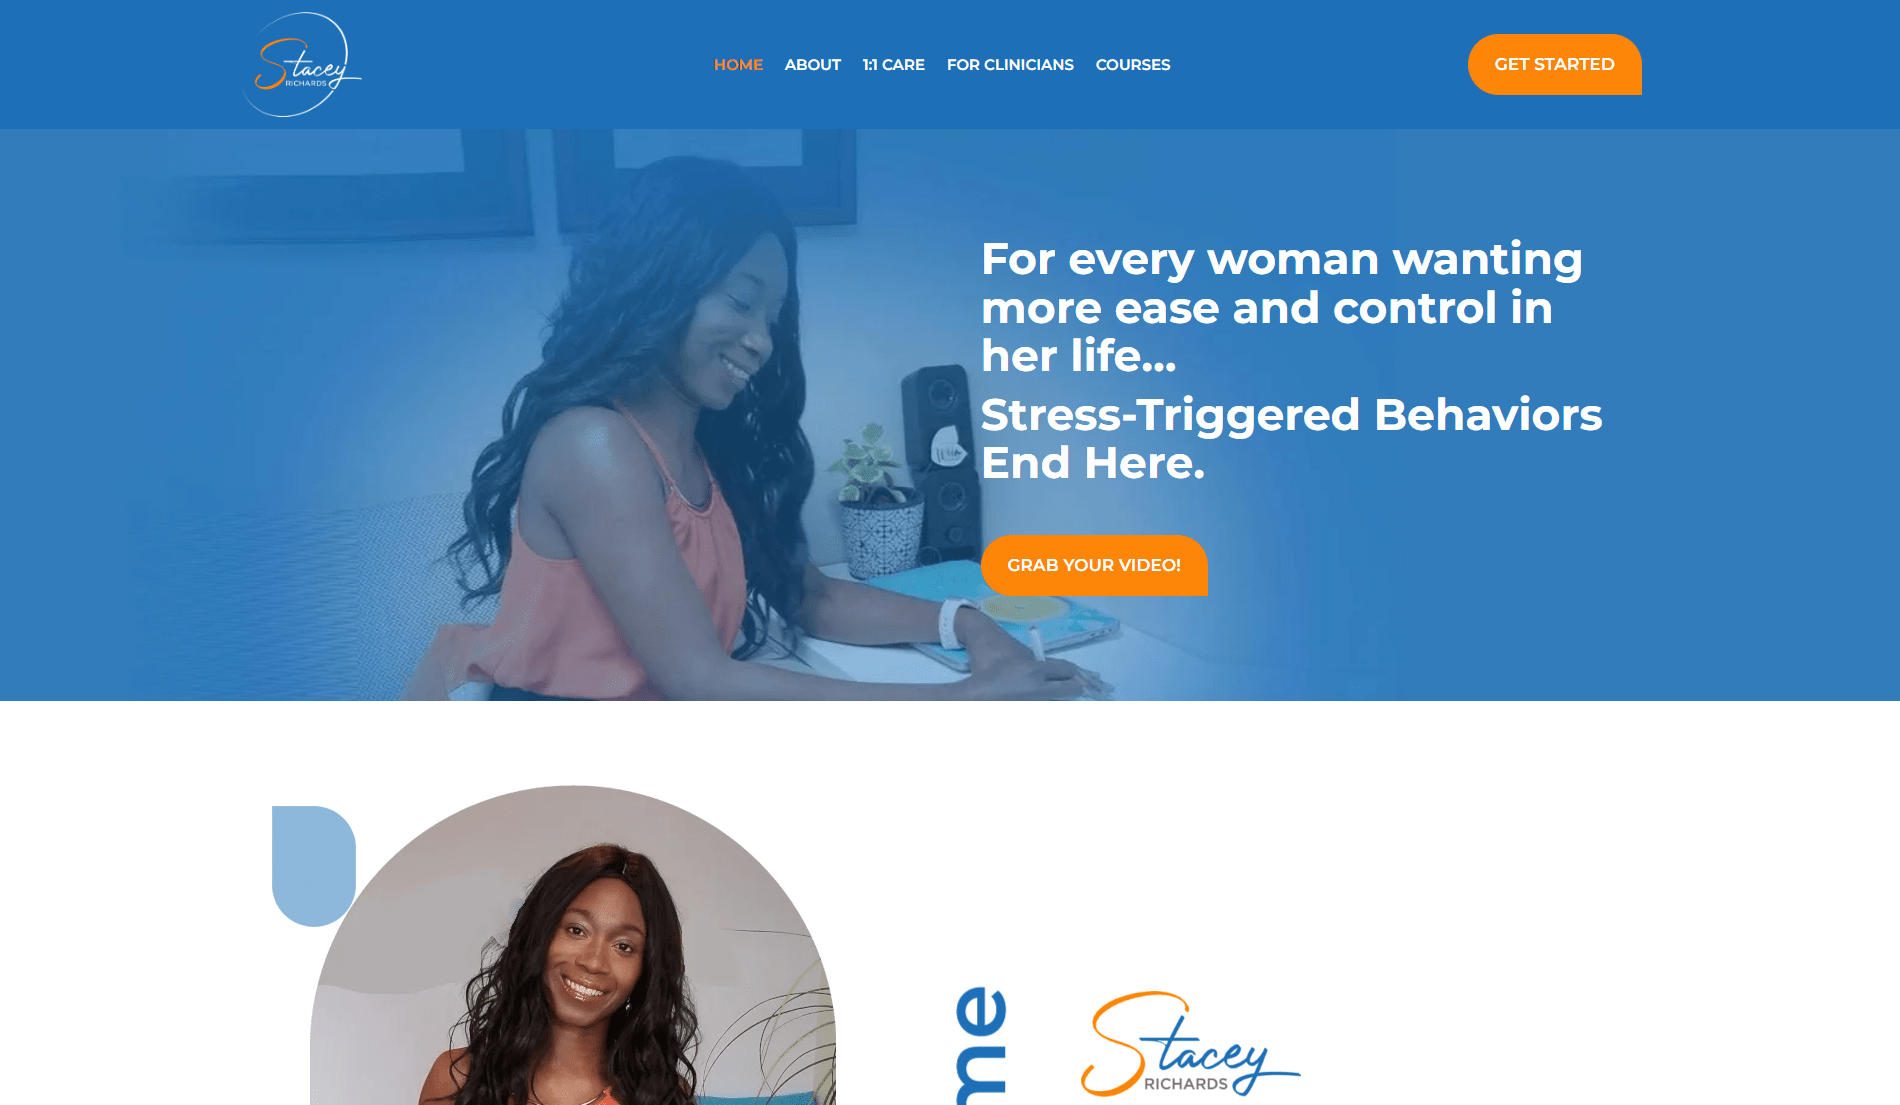 Stacey
RICHARDS
HOME ABOUT 1:1 CARE FOR CLINICIANS COURSES
GET STARTED
For every woman wanting
more ease and control in
her life...
Stress-Triggered Behaviors
End Here.
GRAB YOUR VIDEO!
me
Stacey
RICHARDS